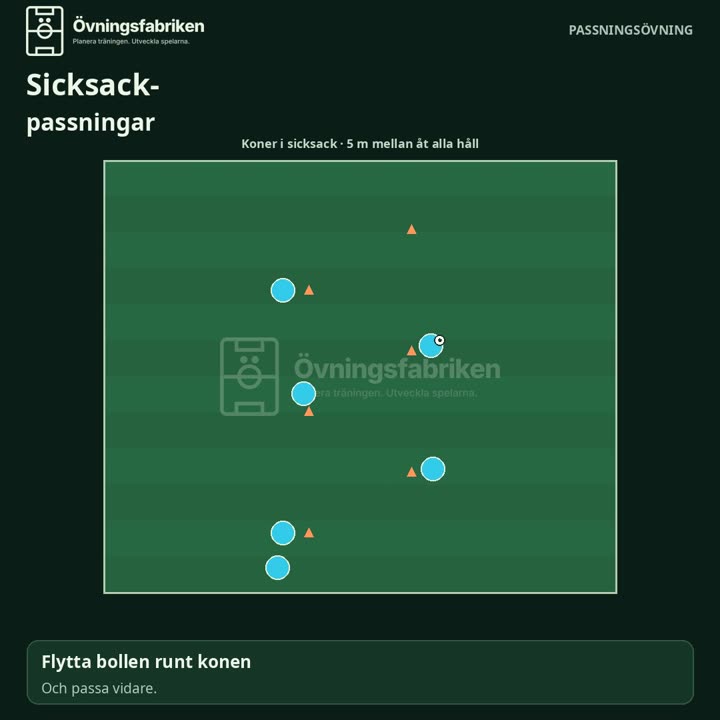 Övningsfabriken
Planera träningen. Utveckla spelarna.
PASSNINGSÖVNING
Sicksack-
passningar
Koner i sicksack · 5 m mellan åt alla håll
Övningsfabriken
era träningen. Utveckla spelarna.
Flytta bollen runt konen
Och passa vidare.